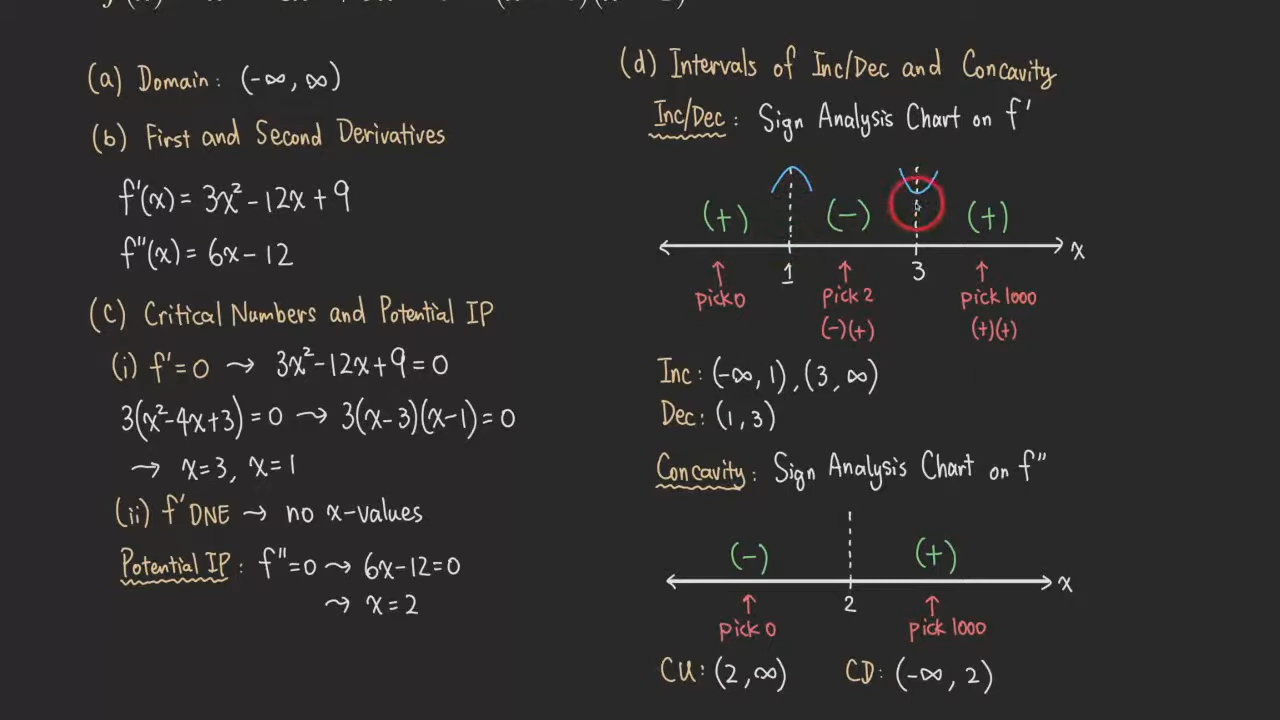 (a) Domain: (-∞, ∞)
(b) First and Second Derivatives
f'(x) = 3x² - 12x + 9
f''(x) = 6x - 12
(c) Critical Numbers and Potential IP
(i) f' = 0 → 3x² - 12x + 9 = 0
3(x² - 4x + 3) = 0 → 3(x - 3)(x - 1) = 0
→ x = 3, x = 1
(ii) f' DNE → no x-values
Potential IP: f'' = 0 → 6x - 12 = 0
→ x = 2
(d) Intervals of Inc/Dec and Concavity
Inc/Dec: Sign Analysis Chart on f'
(+) (-) (+)
1 3 x
pick 0 pick 2 pick 1000
(-)(+) (+)(+)
Inc: (-∞, 1), (3, ∞)
Dec: (1, 3)
Concavity: Sign Analysis Chart on f''
(-) (+)
2 x
pick 0 pick 1000
CU: (2, ∞) CD: (-∞, 2)